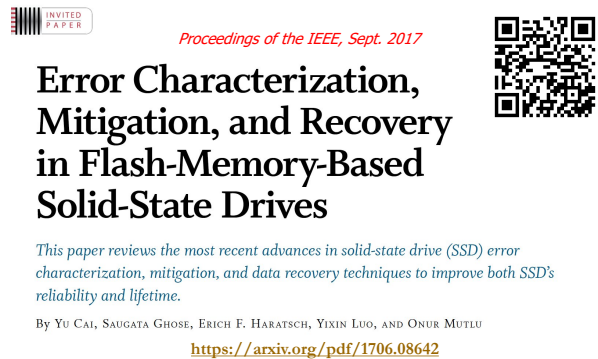 INVITED
PAPER
Proceedings of the IEEE, Sept. 2017
Error Characterization,
Mitigation, and Recovery
in Flash-Memory-Based
Solid-State Drives
This paper reviews the most recent advances in solid-state drive (SSD) error
characterization, mitigation, and data recovery techniques to improve both SSD's
reliability and lifetime.
By Yu Cai, Saugata Ghose, Erich F. Haratsch, Yixin Luo, and Onur Mutlu
https://arxiv.org/pdf/1706.08642